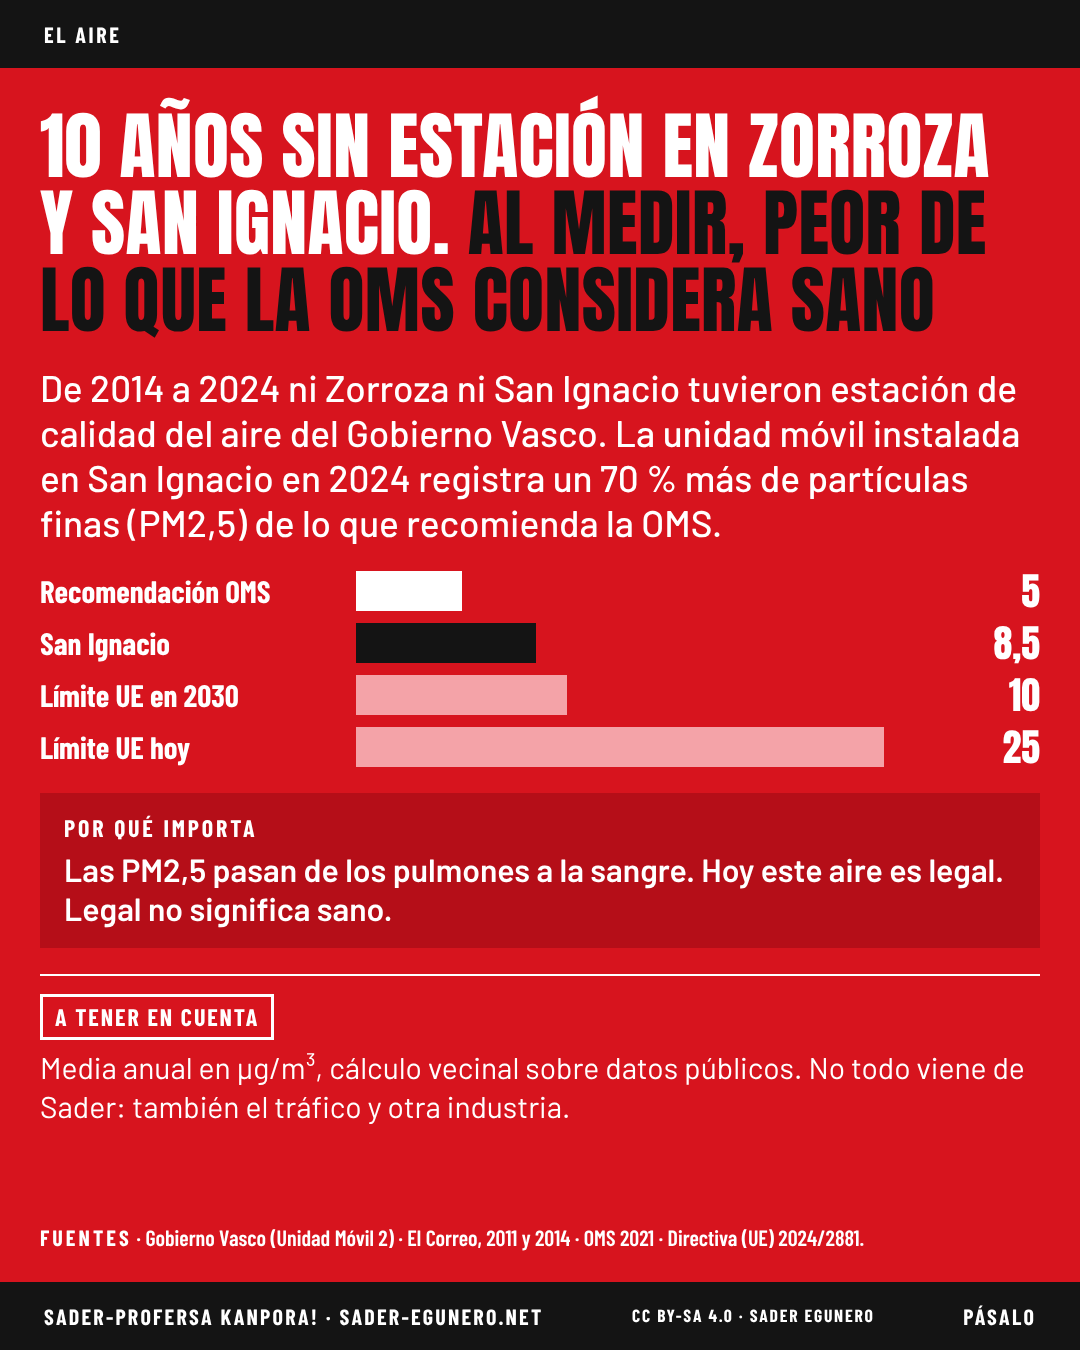 EL AIRE
10 AÑOS SIN ESTACIÓN EN ZORROZA
Y SAN IGNACIO. AL MEDIR, PEOR DE
LO QUE LA OMS CONSIDERA SANO
De 2014 a 2024 ni Zorroza ni San Ignacio tuvieron estación de
calidad del aire del Gobierno Vasco. La unidad móvil instalada
en San Ignacio en 2024 registra un 70 % más de partículas
finas (PM2,5) de lo que recomienda la OMS.
Recomendación OMS 5
San Ignacio 8,5
Límite UE en 2030 10
Límite UE hoy 25
POR QUÉ IMPORTA
Las PM2,5 pasan de los pulmones a la sangre. Hoy este aire es legal.
Legal no significa sano.
A TENER EN CUENTA
Media anual en µg/m³, cálculo vecinal sobre datos públicos. No todo viene de
Sader: también el tráfico y otra industria.
FUENTES · Gobierno Vasco (Unidad Móvil 2) · El Correo, 2011 y 2014 · OMS 2021 · Directiva (UE) 2024/2881.
SADER-PROFERSA KANPORA! · SADER-EGUNERO.NET CC BY-SA 4.0 · SADER EGUNERO PÁSALO